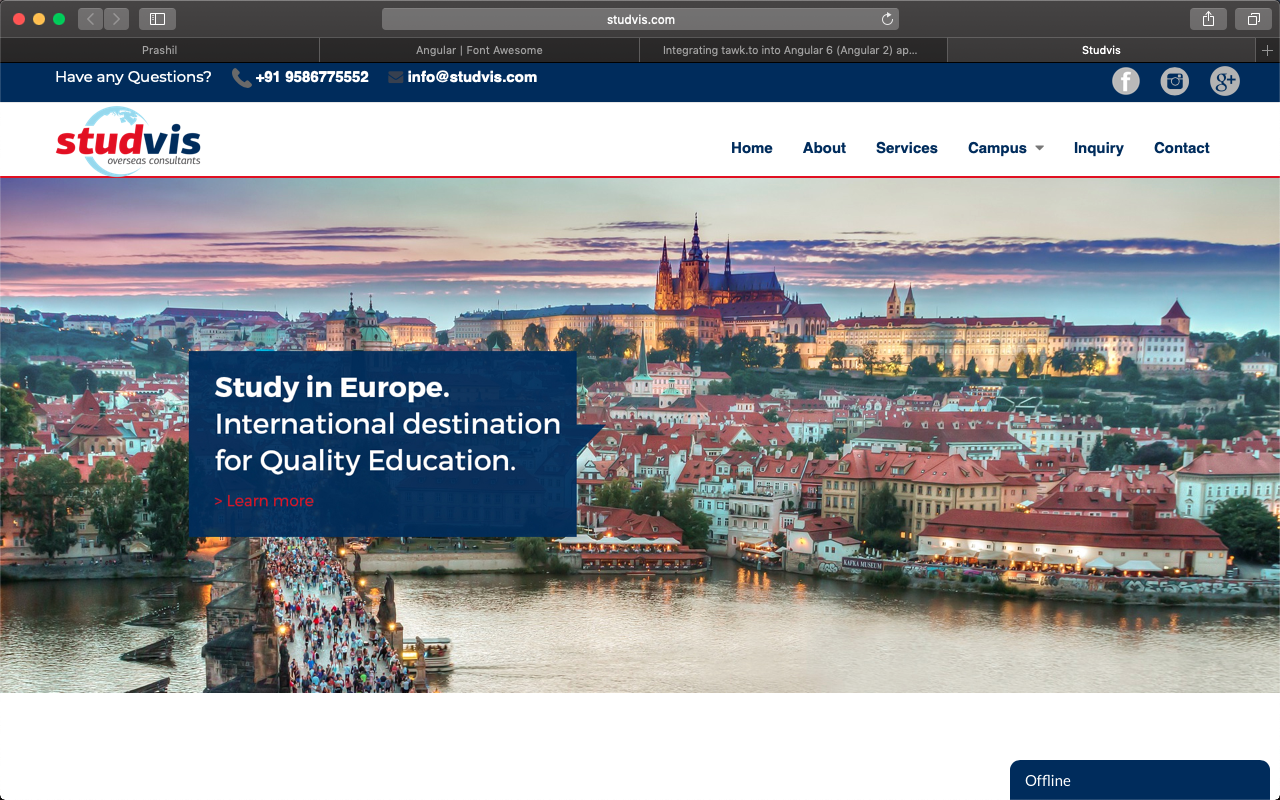 studvis.com
Prashil
Angular | Font Awesome
Integrating tawk.to into Angular 6 (Angular 2) ap...
Studvis
Have any Questions? +91 9586775552 info@studvis.com
f
g+
studvis
overseas consultants
Home About Services Campus Inquiry Contact
Study in Europe.
International destination
for Quality Education.
> Learn more
KAFKA MUSEUM
Offline